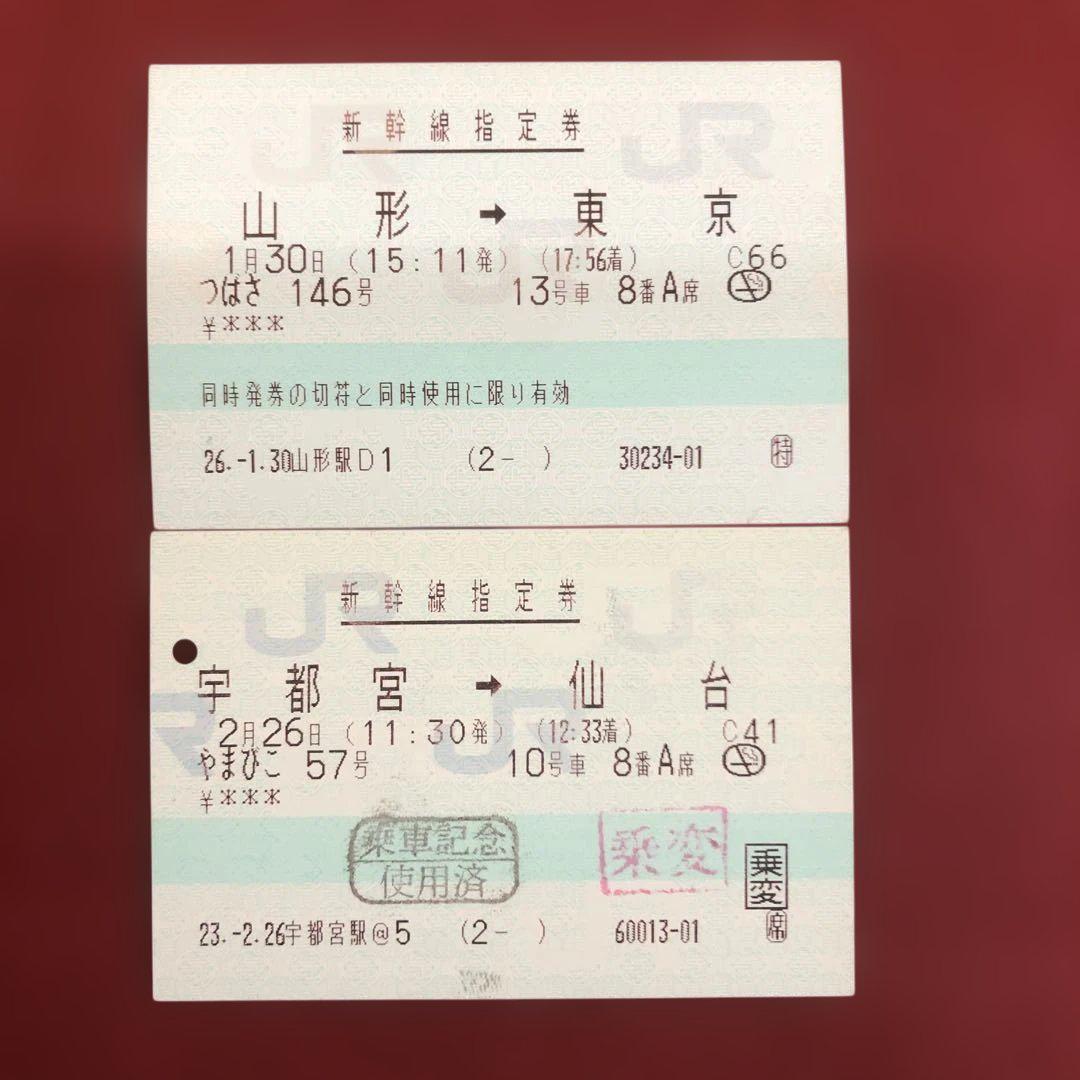 新幹線指定券
山形→東京
1月30日(15:11発) (17:56着) C66
つばさ 146号 13号車 8番A席
¥***
同時発券の切符と同時使用に限り有効
26.-1.30山形駅D1 (2- ) 30234-01 特
新幹線指定券
宇都宮→仙台
2月26日(11:30発) (12:33着) C41
やまびこ 57号 10号車 8番A席
¥***
乗車記念
使用済
乗変
乗変
23.-2.26宇都宮駅@5 (2- ) 60013-01 席